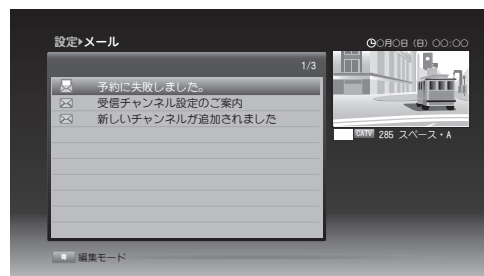 設定▶メール
○月○日 (日) ○○:○○
1/3
予約に失敗しました。
受信チャンネル設定のご案内
新しいチャンネルが追加されました
CATV 285 スペース・A
青 編集モード